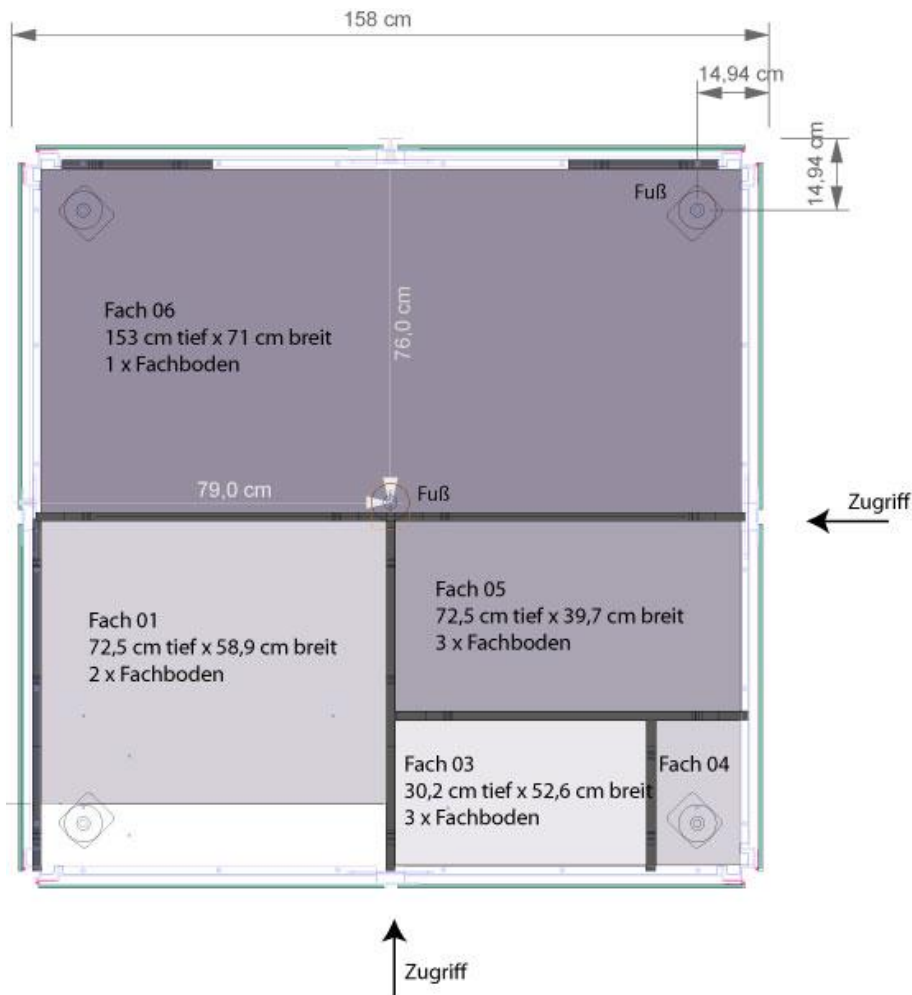 158 cm
14,94 cm
14,94 cm
Fuß
Fach 06
153 cm tief x 71 cm breit
1 x Fachboden
76,0 cm
79,0 cm
Fuß
Zugriff
Fach 01
72,5 cm tief x 58,9 cm breit
2 x Fachboden
Fach 05
72,5 cm tief x 39,7 cm breit
3 x Fachboden
Fach 03
30,2 cm tief x 52,6 cm breit
3 x Fachboden
Fach 04
Zugriff